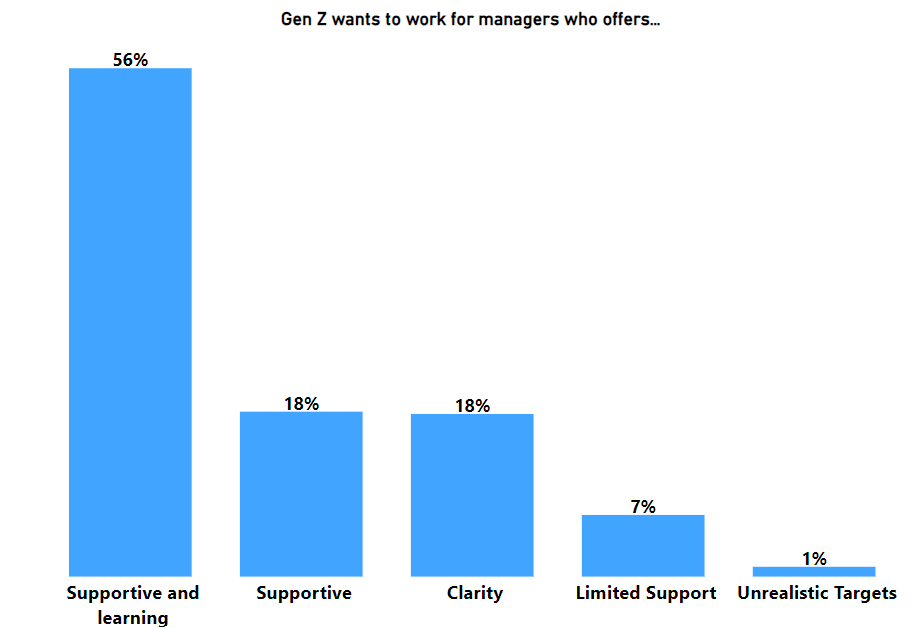 Gen Z wants to work for managers who offers...
56%
18%
18%
7%
1%
Supportive and
learning
Supportive
Clarity
Limited Support
Unrealistic Targets